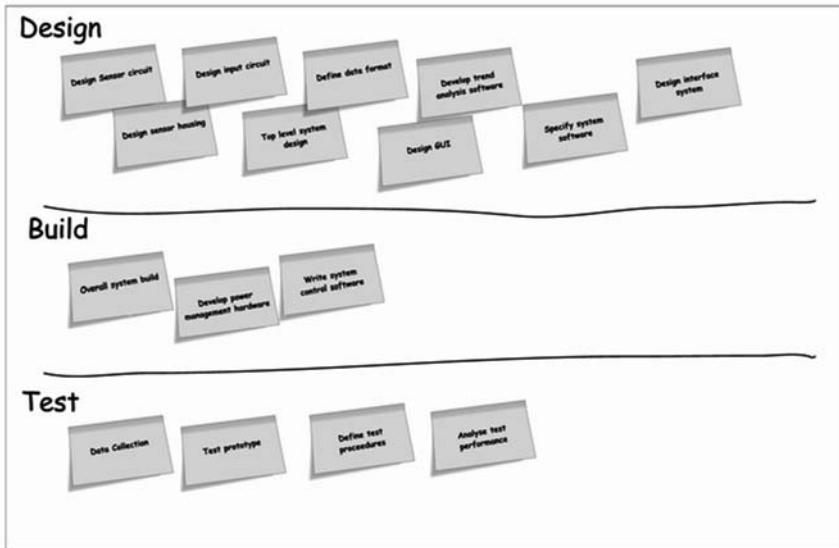 Design
Design Sensor circuit
Design input circuit
Define data format
Develop trend
analysis software
Design interface
system
Design sensor housing
Top level system
design
Design GUI
Specify system
software
Build
Overall system build
Develop power
management hardware
Write system
control software
Test
Data Collection
Test prototype
Define test
proceedures
Analyse test
performance